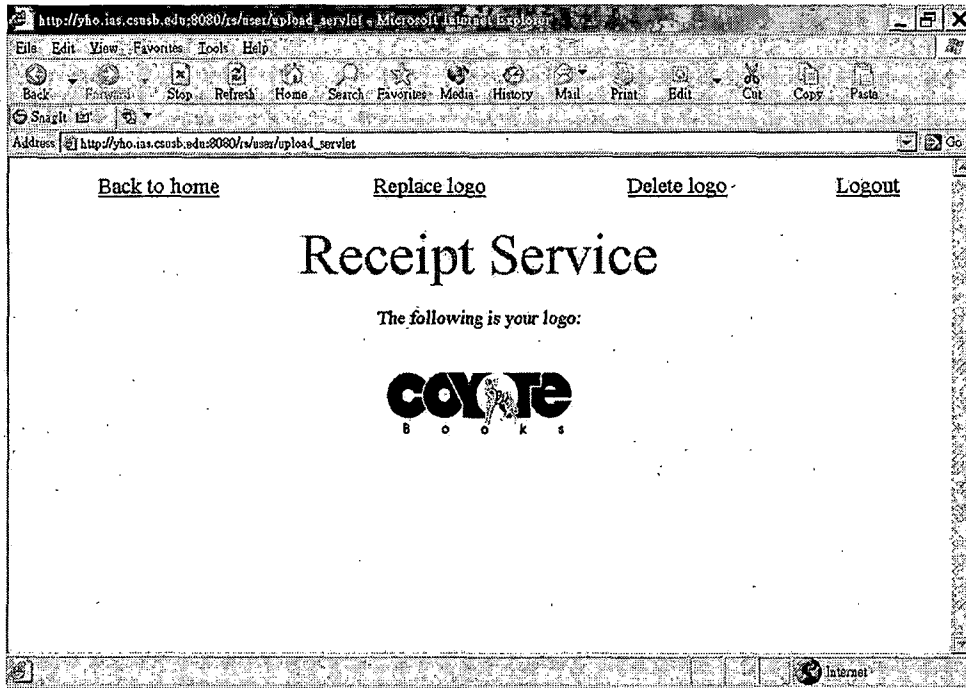 http://yho.ias.csusb.edu:8080/rs/user/upload_servlet - Microsoft Internet Explorer
File Edit View Favorites Tools Help
Back Forward Stop Refresh Home Search Favorites Media History Mail Print Edit Cut Copy Paste
SnagIt
Address http://yho.ias.csusb.edu:8080/rs/user/upload_servlet Go
Back to home Replace logo Delete logo Logout
Receipt Service
The following is your logo:
COYOTE
Books
Internet